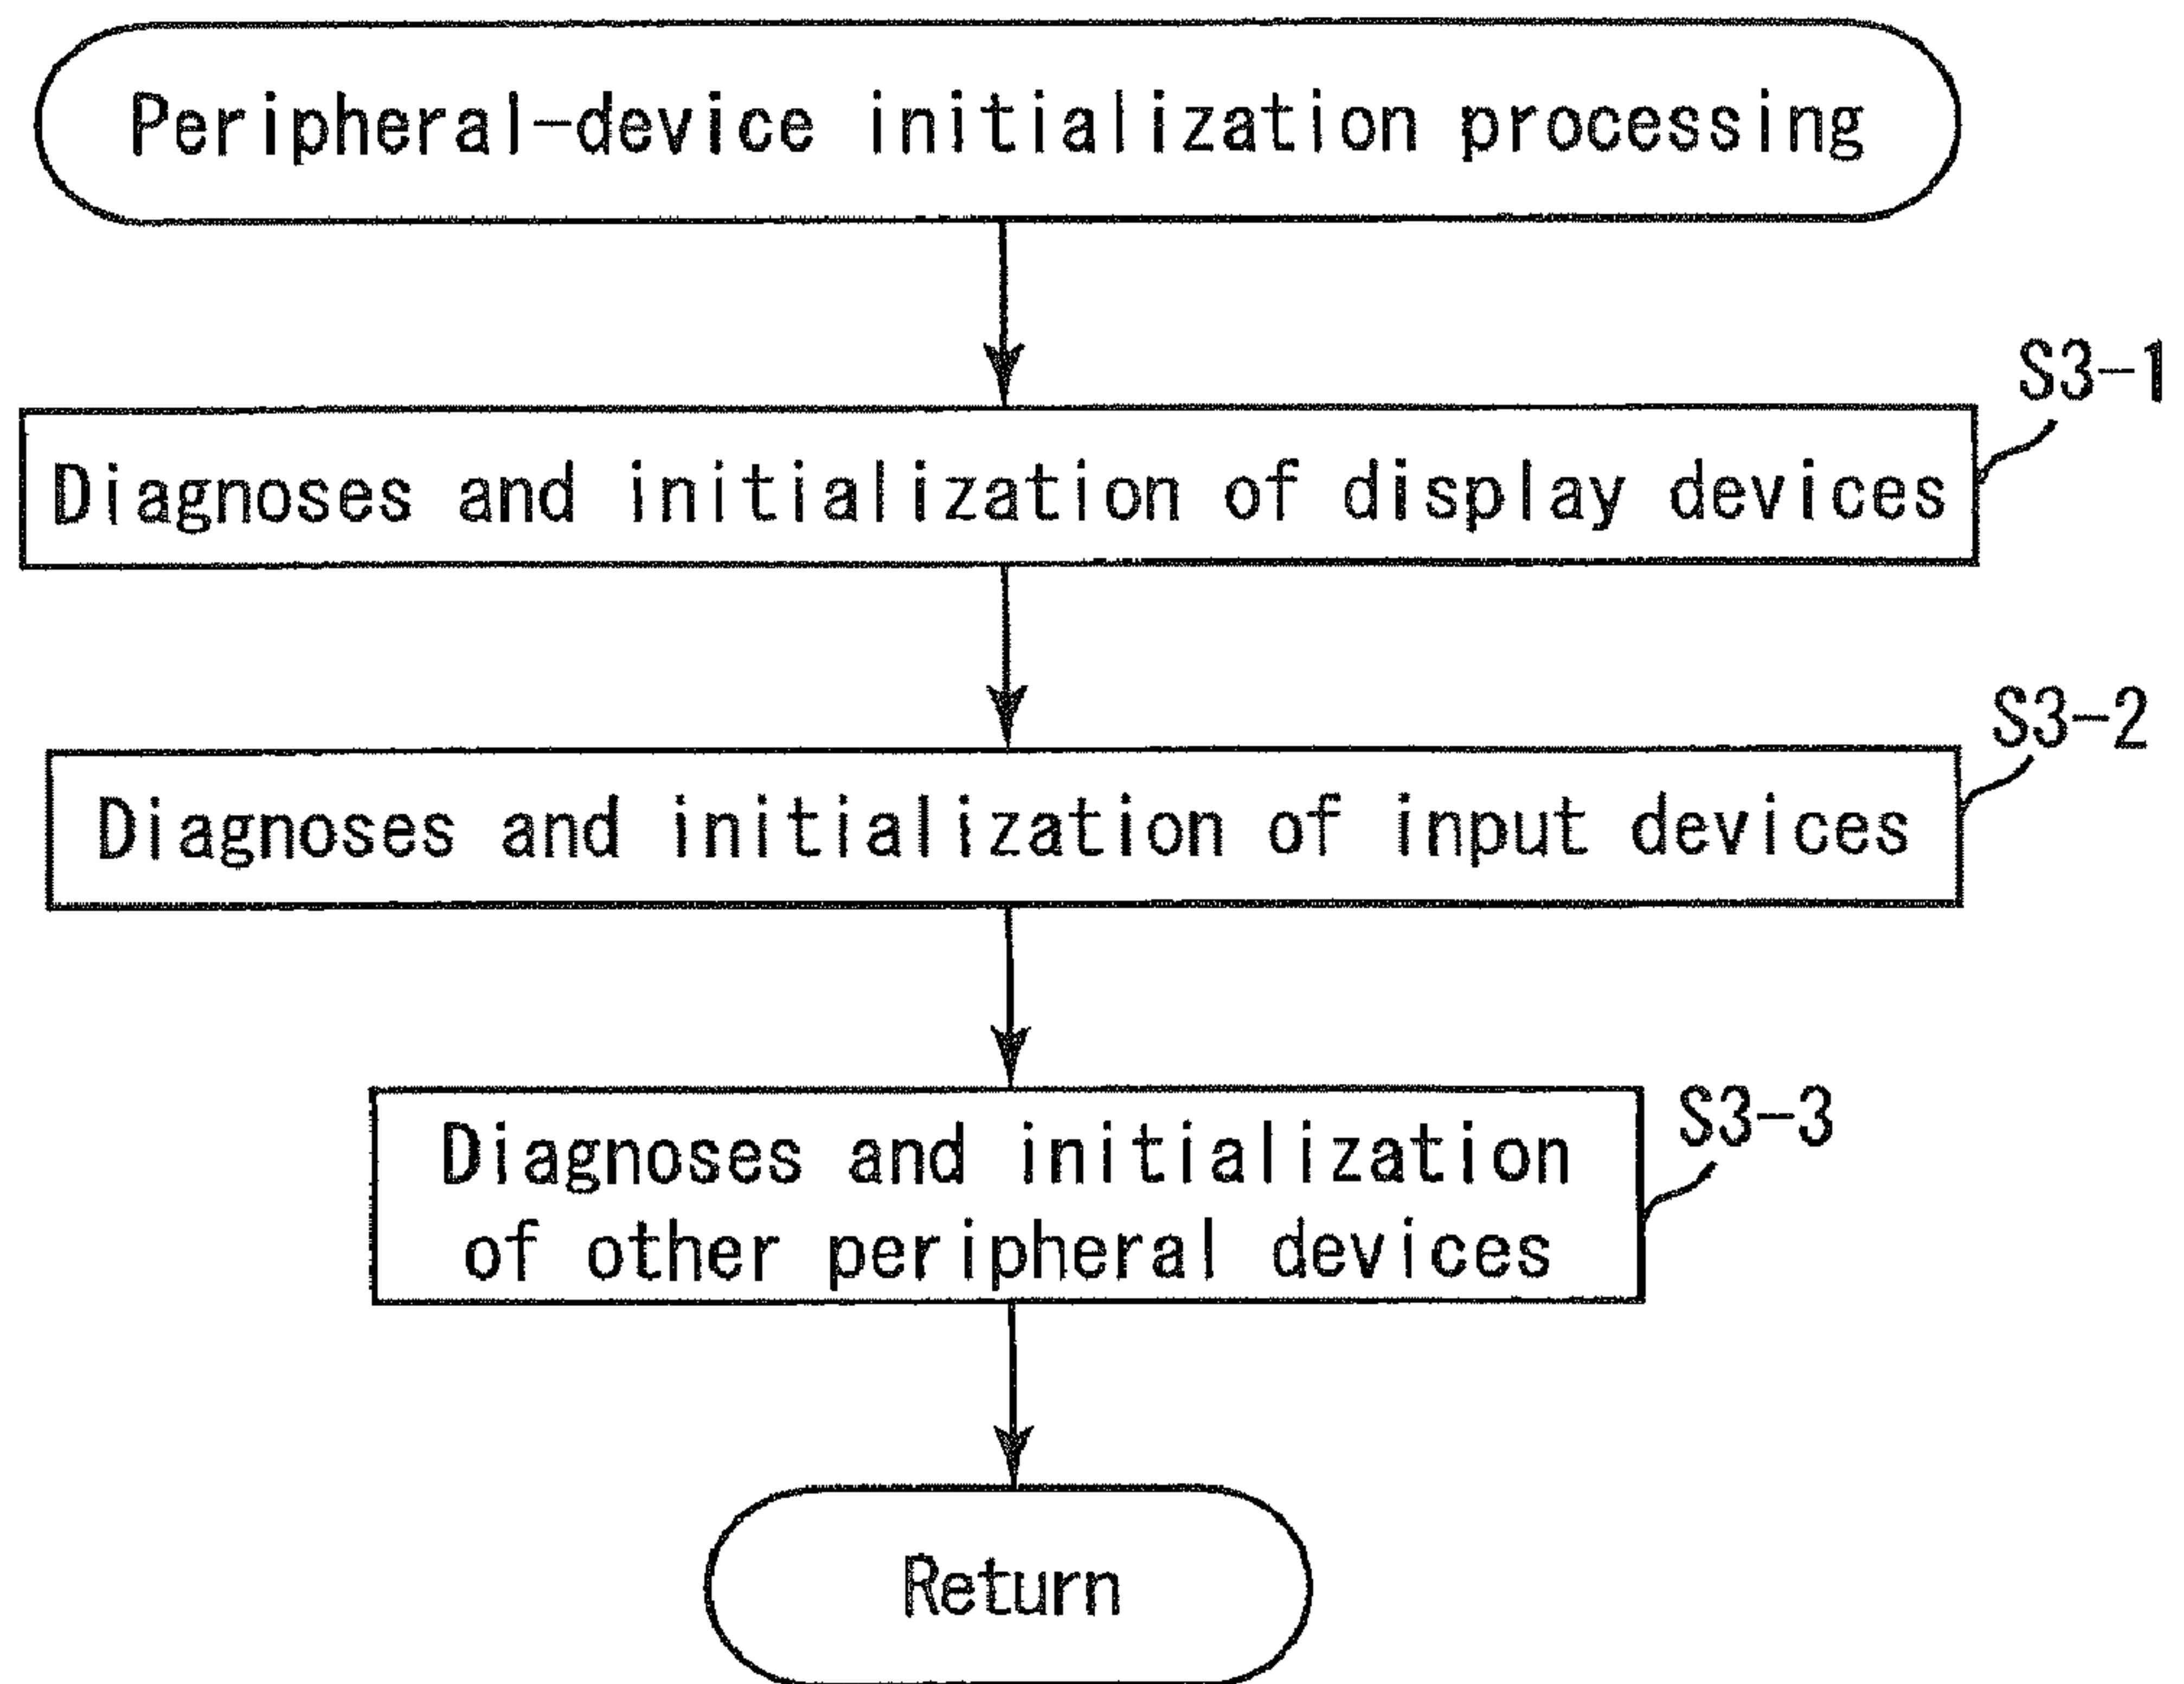 Peripheral-device initialization processing
S3-1
Diagnoses and initialization of display devices
S3-2
Diagnoses and initialization of input devices
S3-3
Diagnoses and initialization
of other peripheral devices
Return